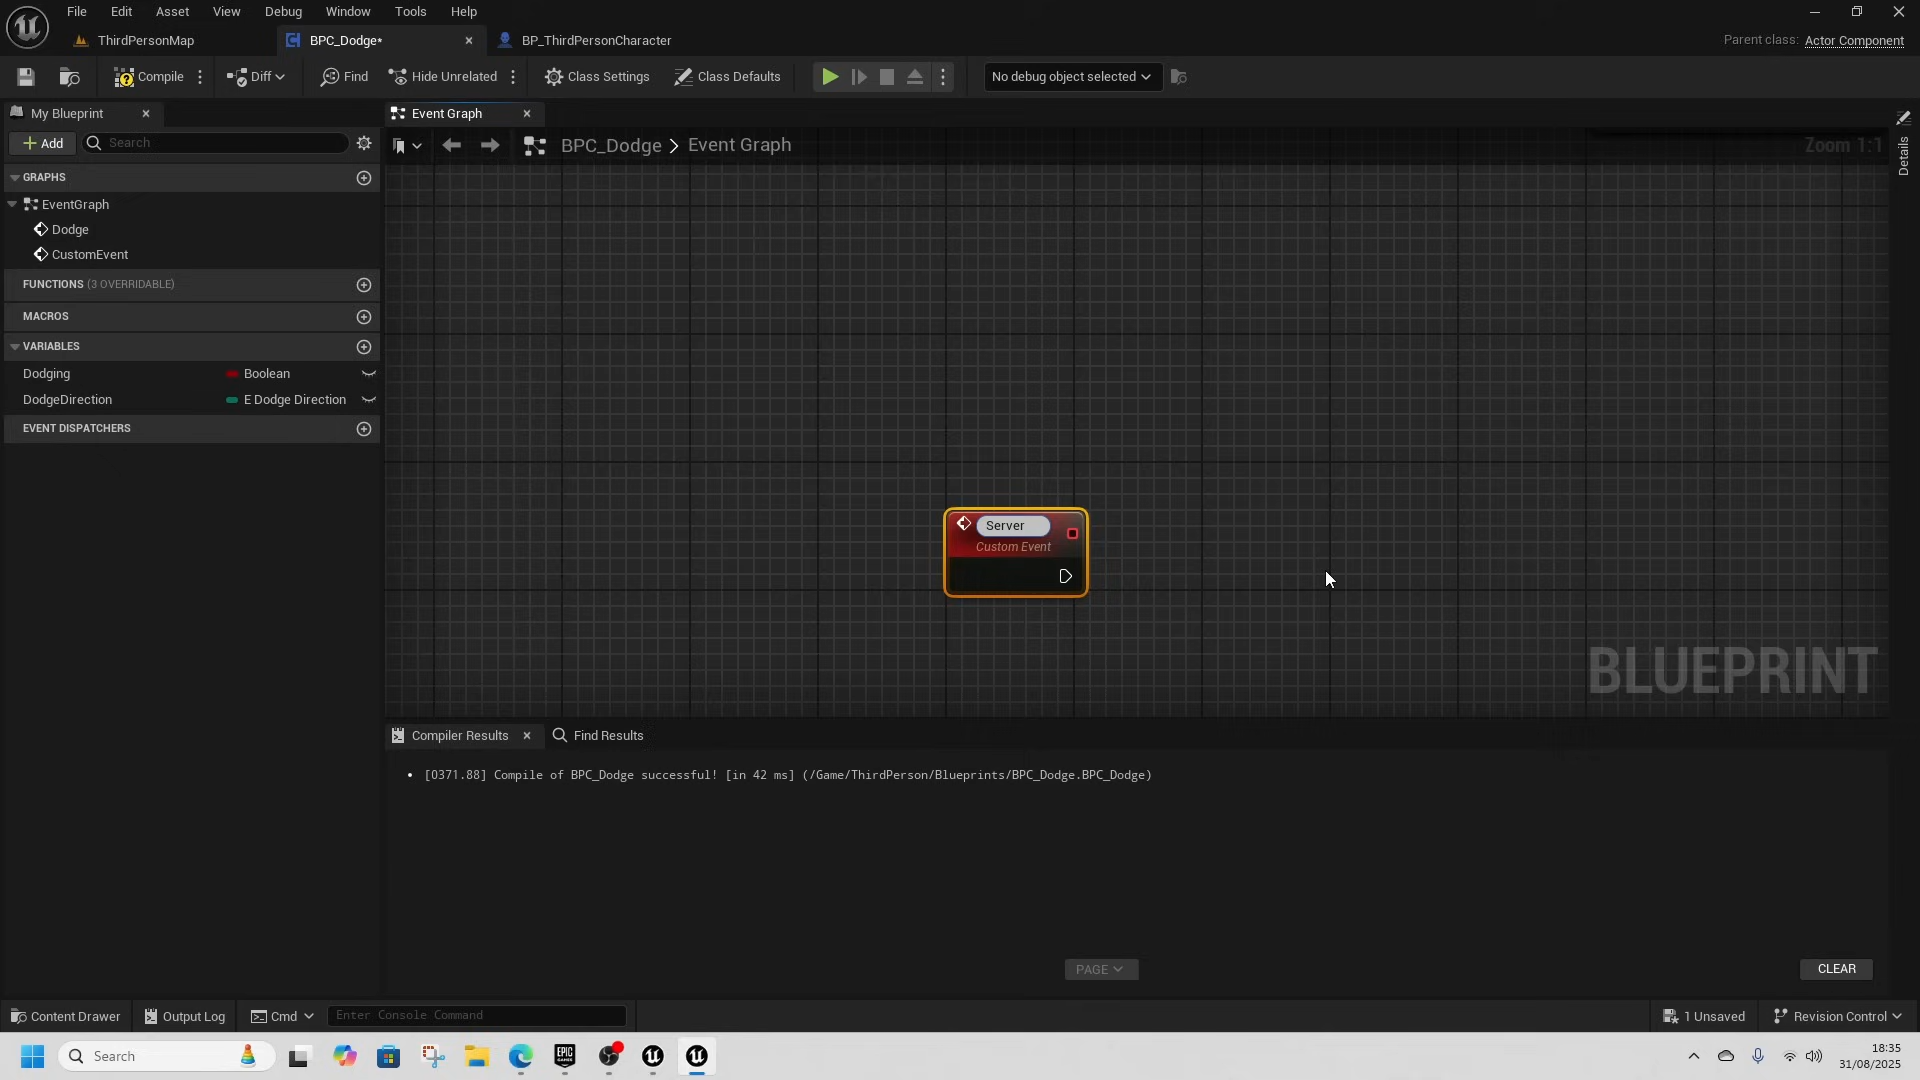 File Edit Asset View Debug Window Tools Help
ThirdPersonMap
BPC_Dodge*
BP_ThirdPersonCharacter
Parent class: Actor Component
Compile
Diff
Find
Hide Unrelated
Class Settings
Class Defaults
No debug object selected
My Blueprint
Event Graph
Add
Search
BPC_Dodge > Event Graph
Zoom 1:1
Details
GRAPHS
EventGraph
Dodge
CustomEvent
FUNCTIONS (3 OVERRIDABLE)
MACROS
VARIABLES
Dodging Boolean
DodgeDirection E Dodge Direction
EVENT DISPATCHERS
Server
Custom Event
BLUEPRINT
Compiler Results
Find Results
• [0371.88] Compile of BPC_Dodge successful! [in 42 ms] (/Game/ThirdPerson/Blueprints/BPC_Dodge.BPC_Dodge)
PAGE
CLEAR
Content Drawer
Output Log
Cmd
Enter Console Command
1 Unsaved
Revision Control
Search
EPIC GAMES
18:35
31/08/2025